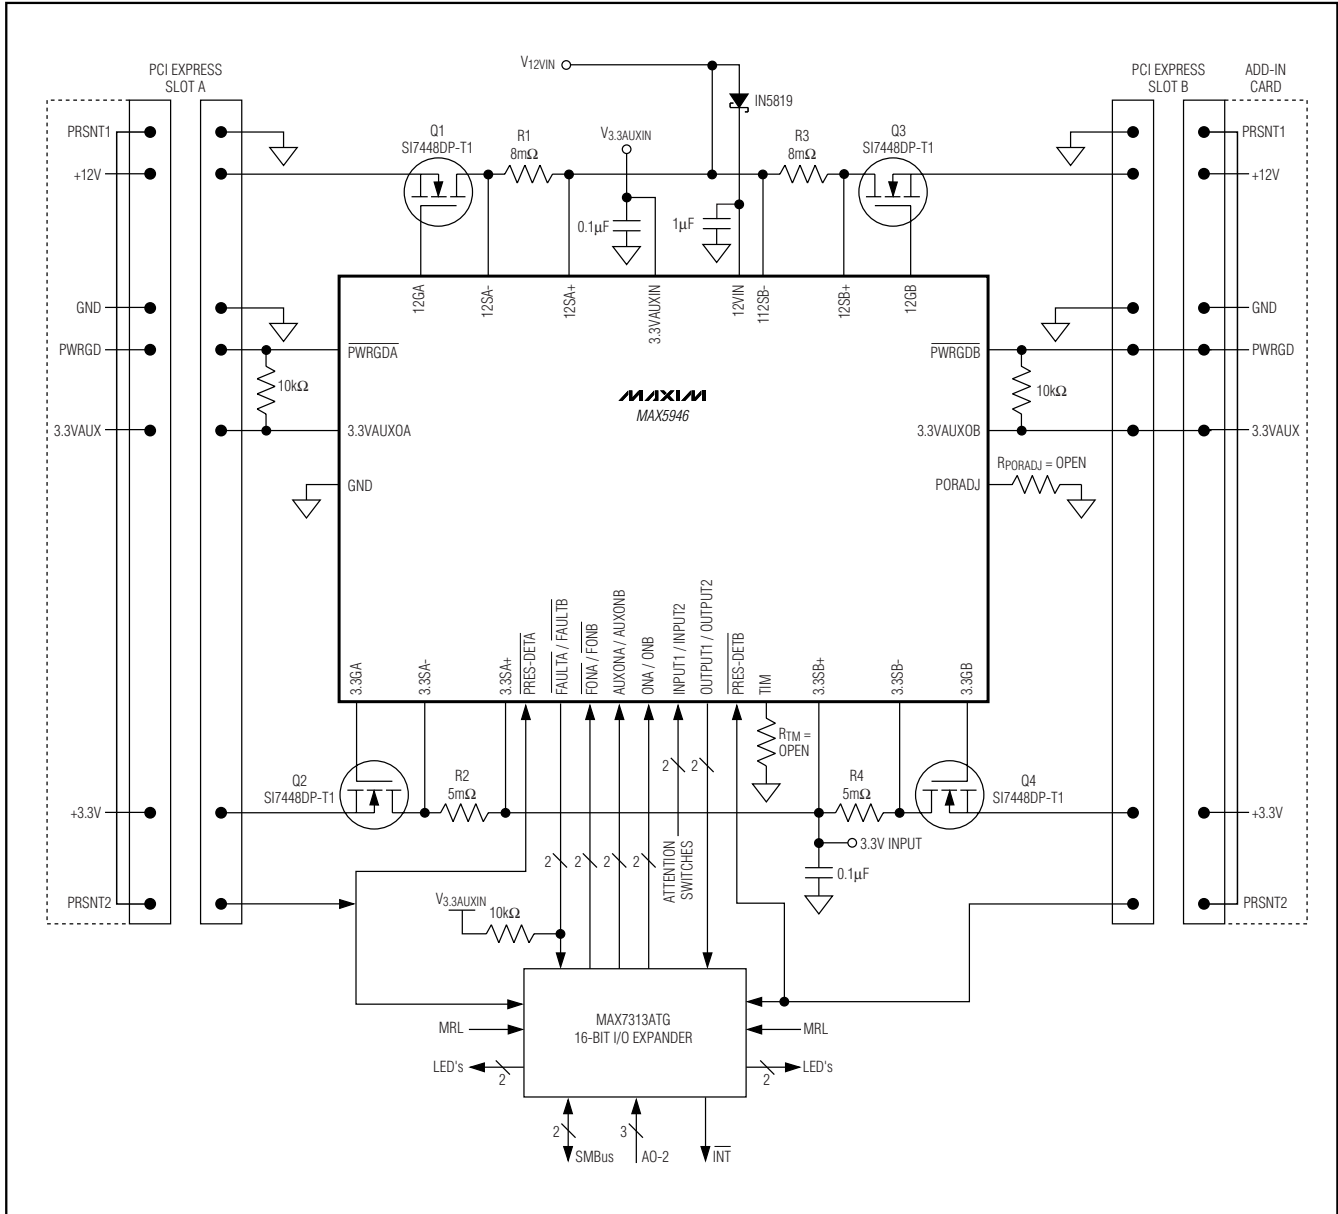 V12VIN
PCI EXPRESS
SLOT A
PCI EXPRESS
SLOT B
ADD-IN
CARD
IN5819
PRSNT1
Q1
SI7448DP-T1
R1
8mΩ
V3.3AUXIN
R3
8mΩ
Q3
SI7448DP-T1
PRSNT1
+12V
+12V
0.1µF
1µF
12GA
12SA-
12SA+
3.3VAUXIN
12VIN
112SB-
12SB+
12GB
GND
GND
PWRGD
PWRGDA
PWRGDB
PWRGD
10kΩ
10kΩ
MAXIM
MAX5946
3.3VAUX
3.3VAUXOA
3.3VAUXOB
3.3VAUX
RPORADJ = OPEN
GND
PORADJ
3.3GA
3.3SA-
3.3SA+
PRES-DETA
FAULTA / FAULTB
FONA / FONB
AUXONA / AUXONB
ONA / ONB
INPUT1 / INPUT2
OUTPUT1 / OUTPUT2
PRES-DETB
TIM
3.3SB+
3.3SB-
3.3GB
RTM =
OPEN
2
2
Q2
SI7448DP-T1
R2
5mΩ
R4
5mΩ
Q4
SI7448DP-T1
+3.3V
+3.3V
3.3V INPUT
2
2
2
2
ATTENTION
SWITCHES
0.1µF
PRSNT2
V3.3AUXIN
10kΩ
PRSNT2
MAX7313ATG
16-BIT I/O EXPANDER
MRL
MRL
LED's
2
2
LED's
2
3
SMBus
AO-2
INT